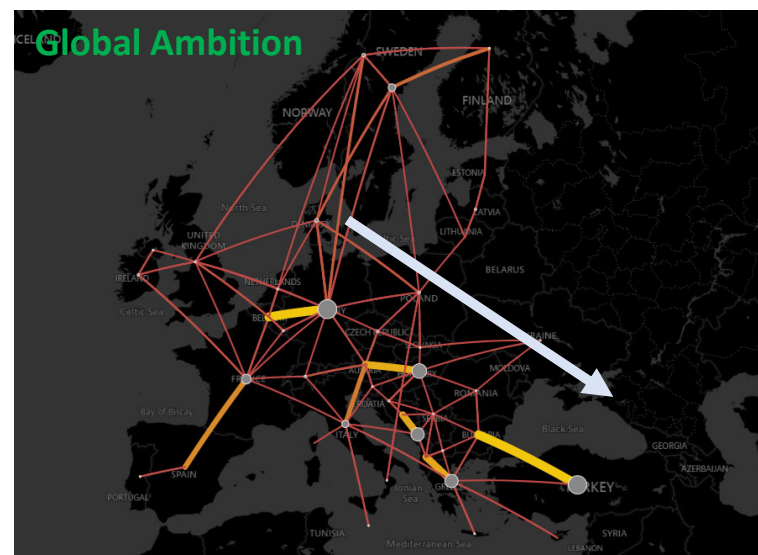 Global Ambition
SWEDEN
NORWAY
FINLAND
ESTONIA
North Sea
LATVIA
UNITED
KINGDOM
LITHUANIA
BELARUS
IRELAND
NETHERLANDS
POLAND
Celtic Sea
CZECH REPUBLIC
MOLDOVA
FRANCE
CROATIA
ROMANIA
Bay of Biscay
SERBIA
ITALY
Black Sea
GEORGIA
SPAIN
AZERBAIJAN
PORTUGAL
Ionian
Sea
TUNISIA
SYRIA
Mediterranean Sea
LEBANON